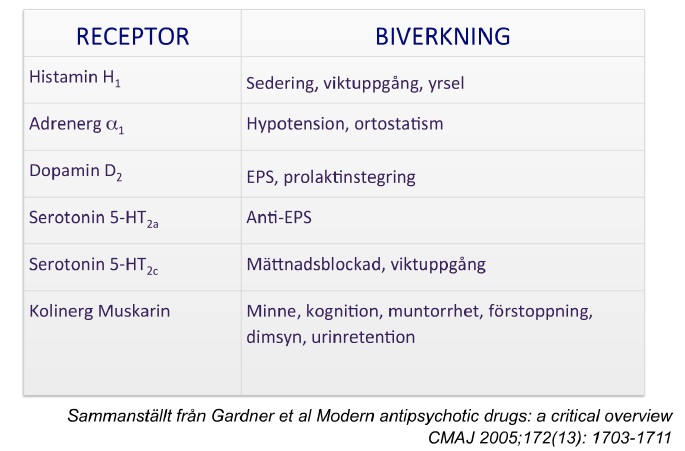 RECEPTOR BIVERKNING
Histamin H₁ Sedering, viktuppgång, yrsel
Adrenerg α₁ Hypotension, ortostatism
Dopamin D₂ EPS, prolaktinstegring
Serotonin 5-HT₂ₐ Anti-EPS
Serotonin 5-HT₂c Mättnadsblockad, viktuppgång
Kolinerg Muskarin Minne, kognition, muntorrhet, förstoppning,
dimsyn, urinretention
Sammanställt från Gardner et al Modern antipsychotic drugs: a critical overview
CMAJ 2005;172(13): 1703-1711